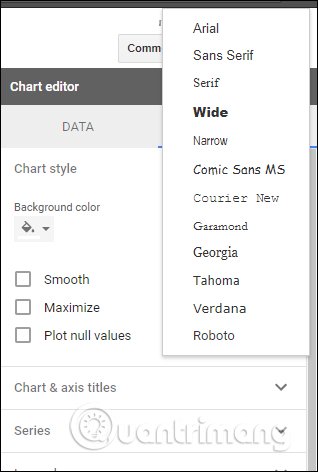 Comm
Arial
Sans Serif
Serif
Wide
Narrow
Comic Sans MS
Courier New
Garamond
Georgia
Tahoma
Verdana
Roboto
Chart editor
DATA
Chart style
Background color
Smooth
Maximize
Plot null values
Chart & axis titles
Series
Quantrimang